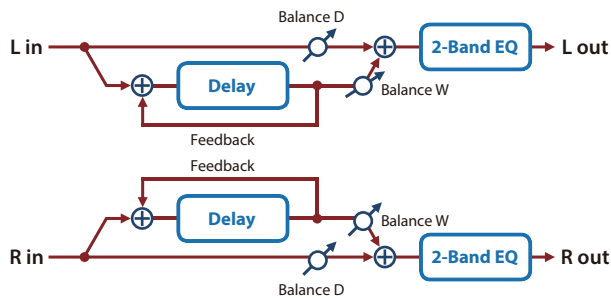 Balance D
L in
2-Band EQ
L out
Delay
Balance W
Feedback
Feedback
Delay
Balance W
R in
2-Band EQ
R out
Balance D